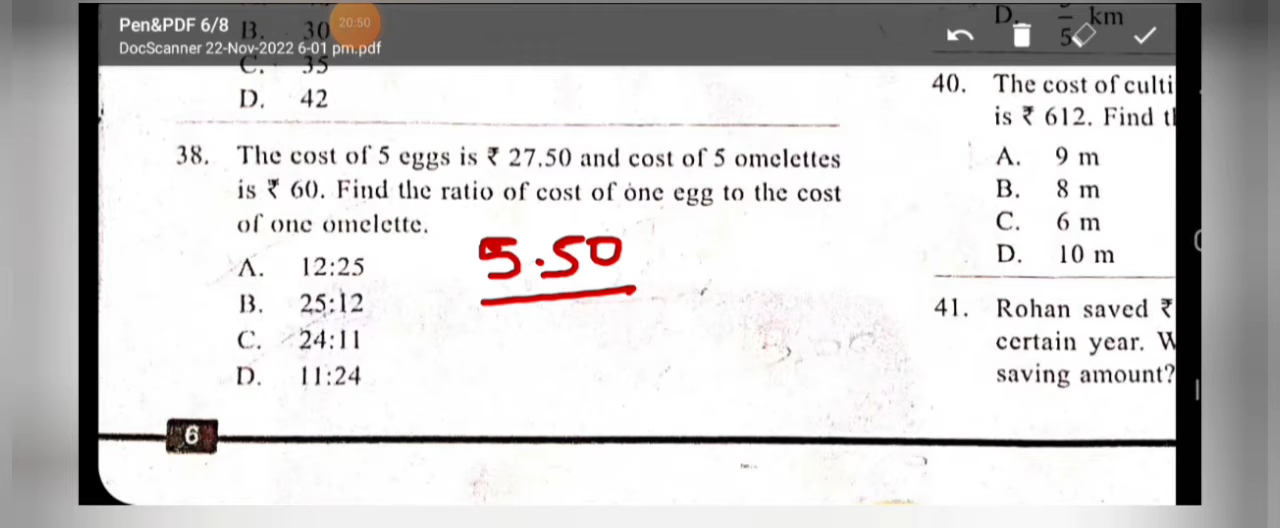 Pen&PDF 6/8
20:50
DocScanner 22-Nov-2022 6-01 pm.pdf
B. 30
C. 35
D. 42
38. The cost of 5 eggs is ₹ 27.50 and cost of 5 omelettes
is ₹ 60. Find the ratio of cost of one egg to the cost
of one omelette.
A. 12:25
B. 25:12
C. 24:11
D. 11:24
5.50
6
D. 5 km
40. The cost of culti
is ₹ 612. Find
A. 9 m
B. 8 m
C. 6 m
D. 10 m
41. Rohan saved ₹
certain year.
saving amount?